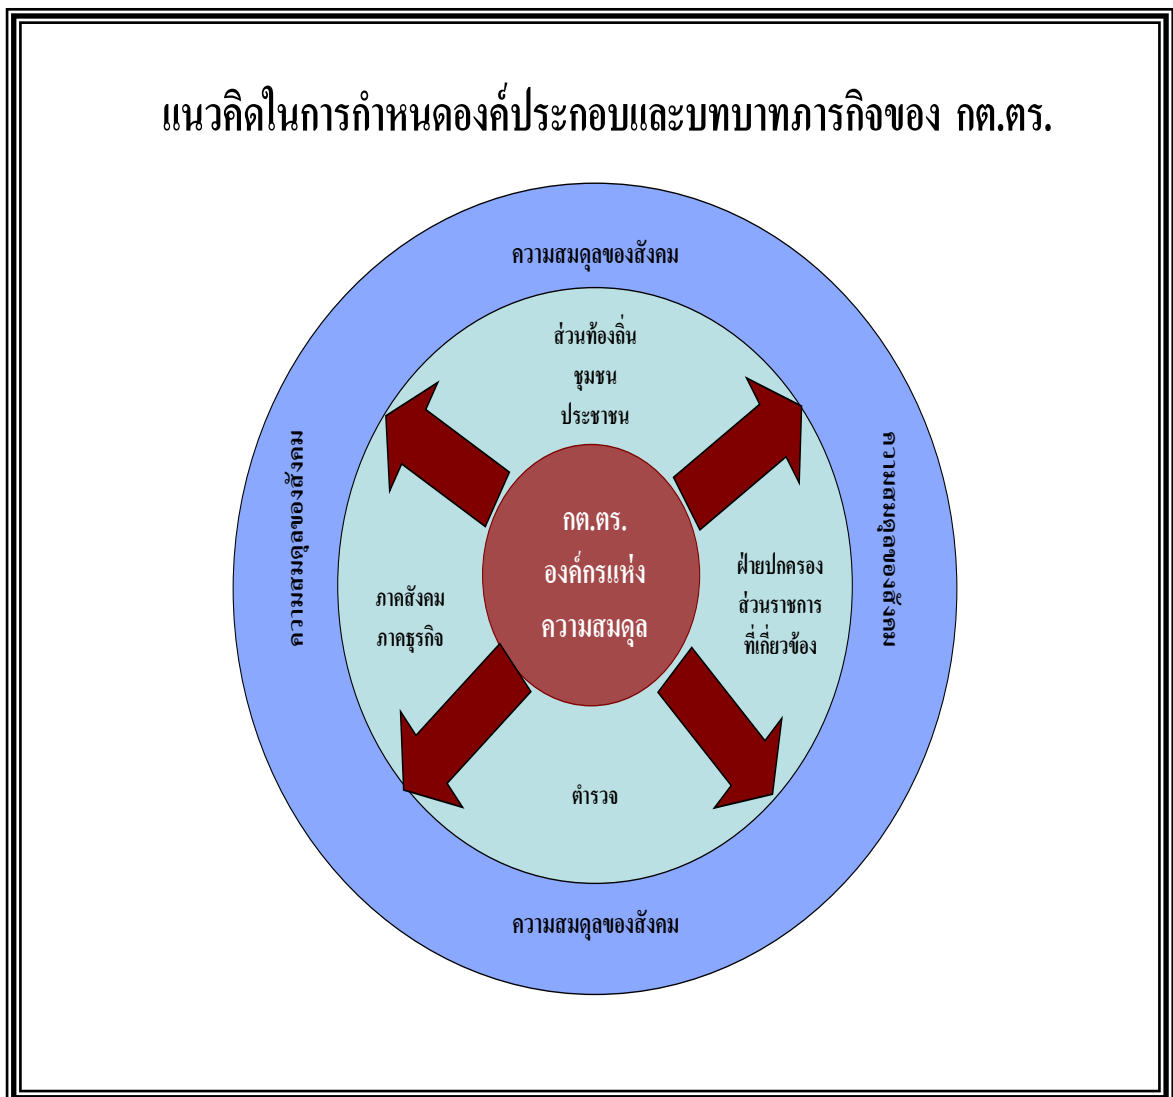 แนวคิดในการกำหนดองค์ประกอบและบทบาทภารกิจของ กต.ตร.
ความสมดุลของสังคม
ส่วนท้องถิ่น
ชุมชน
ประชาชน
ความสมดุลของสังคม
ความสมดุลของสังคม
กต.ตร.
องค์กรแห่ง
ความสมดุล
ภาคสังคม
ภาคธุรกิจ
ฝ่ายปกครอง
ส่วนราชการ
ที่เกี่ยวข้อง
ตำรวจ
ความสมดุลของสังคม